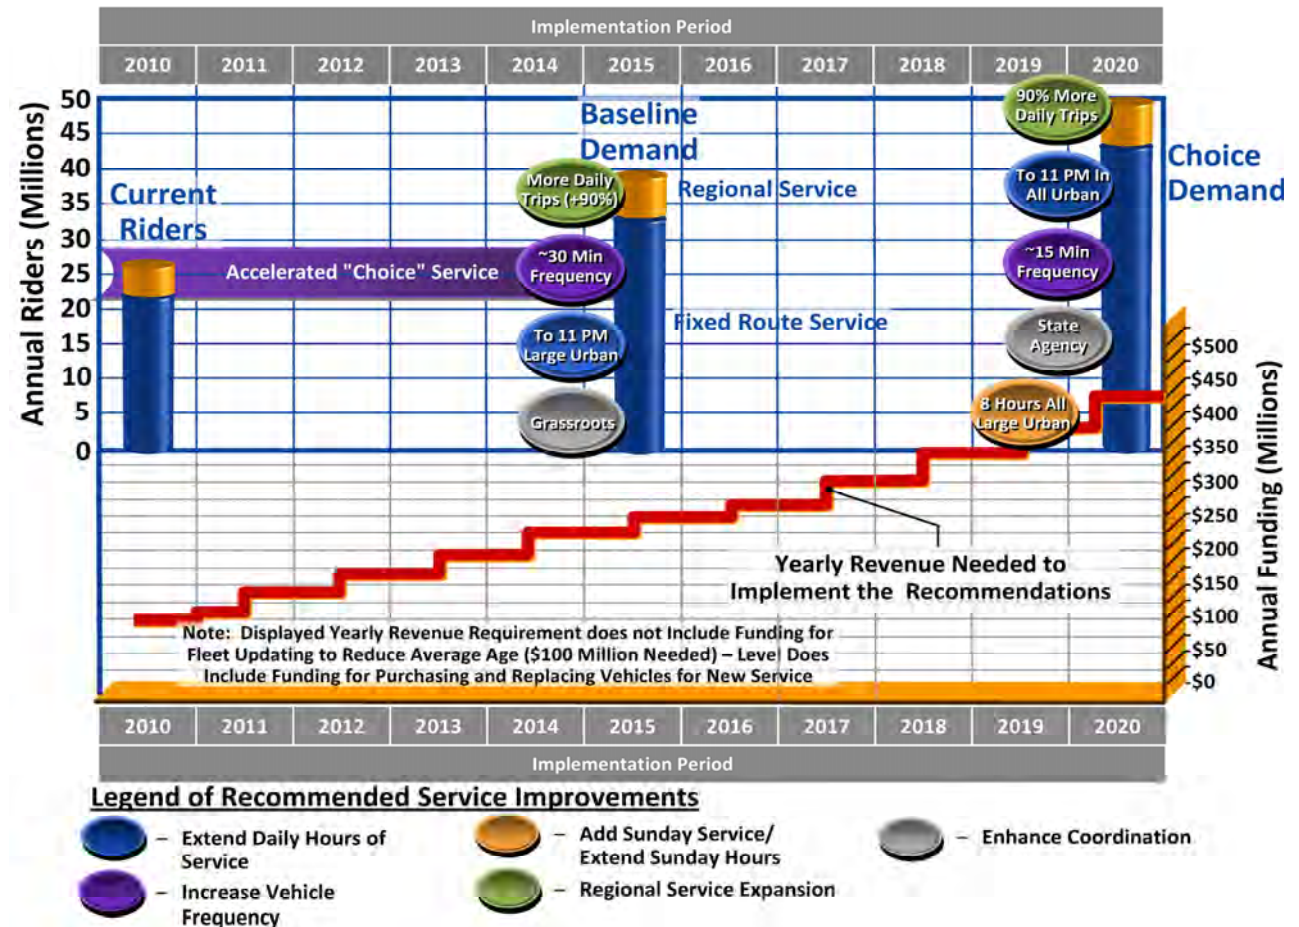 Implementation Period
2010 2011 2012 2013 2014 2015 2016 2017 2018 2019 2020
Annual Riders (Millions)
50
45
40
35
30
25
20
15
10
5
0
Current
Riders
Baseline
Demand
Choice
Demand
Regional Service
Fixed Route Service
Accelerated "Choice" Service
More Daily
Trips (+90%)
~30 Min
Frequency
To 11 PM
Large Urban
Grassroots
90% More
Daily Trips
To 11 PM In
All Urban
~15 Min
Frequency
State
Agency
8 Hours All
Large Urban
$500
$450
$400
$350
$300
$250
$200
$150
$100
$50
$0
Annual Funding (Millions)
Yearly Revenue Needed to
Implement the Recommendations
Note: Displayed Yearly Revenue Requirement does not Include Funding for
Fleet Updating to Reduce Average Age ($100 Million Needed) – Level Does
Include Funding for Purchasing and Replacing Vehicles for New Service
2010 2011 2012 2013 2014 2015 2016 2017 2018 2019 2020
Implementation Period
Legend of Recommended Service Improvements
– Extend Daily Hours of
Service
– Increase Vehicle
Frequency
– Add Sunday Service/
Extend Sunday Hours
– Regional Service Expansion
– Enhance Coordination